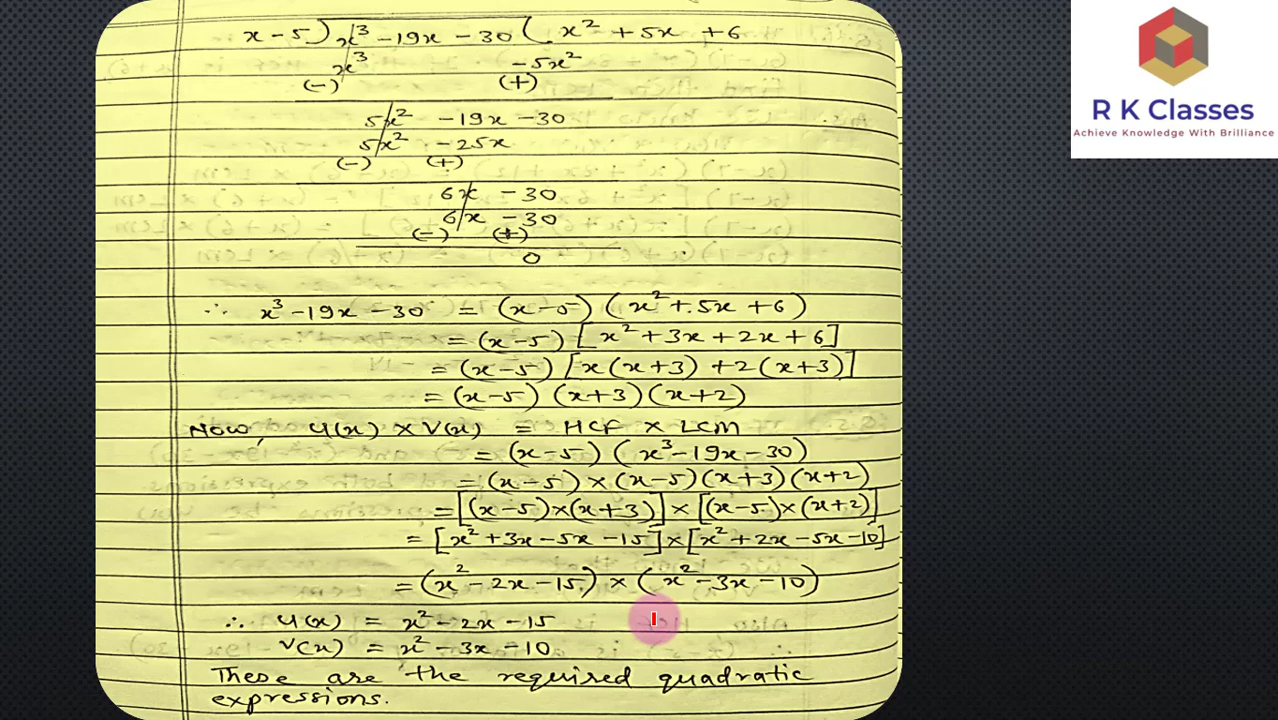 x - 5 ) x³ - 19x - 30 ( x² + 5x + 6
x³ - 5x²
(-) (+)
5x² - 19x - 30
5x² - 25x
(-) (+)
6x - 30
6x - 30
(-) (+)
0
∴ x³ - 19x - 30 = (x-5) (x² + 5x + 6)
= (x-5) [x² + 3x + 2x + 6]
= (x-5) [x(x+3) + 2(x+3)]
= (x-5) (x+3) (x+2)
Now, U(x) × V(x) = HCF × LCM
= (x-5) (x³ - 19x - 30)
= (x-5) × (x-5) (x+3) (x+2)
= [(x-5)×(x+3)] × [(x-5)×(x+2)]
= [x² + 3x - 5x - 15] × [x² + 2x - 5x - 10]
= (x² - 2x - 15) × (x² - 3x - 10)
∴ U(x) = x² - 2x - 15
V(x) = x² - 3x - 10
These are the required quadratic
expressions.
R K Classes
Achieve Knowledge With Brilliance